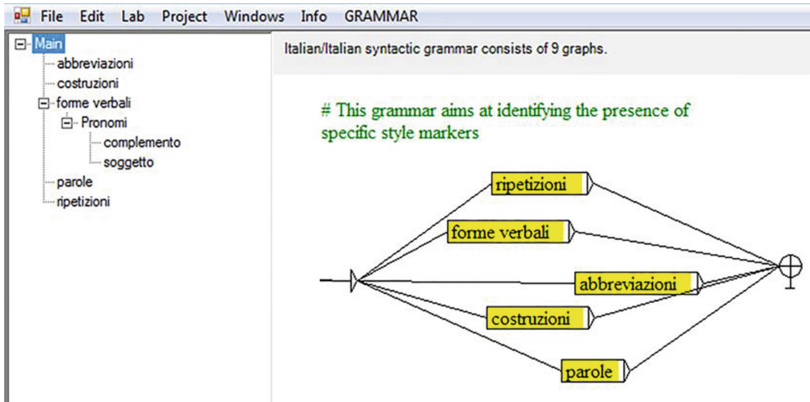 File Edit Lab Project Windows Info GRAMMAR
Main
abbreviazioni
costruzioni
forme verbali
Pronomi
complemento
soggetto
parole
ripetizioni
Italian/Italian syntactic grammar consists of 9 graphs.
# This grammar aims at identifying the presence of
specific style markers
ripetizioni
forme verbali
abbreviazioni
costruzioni
parole